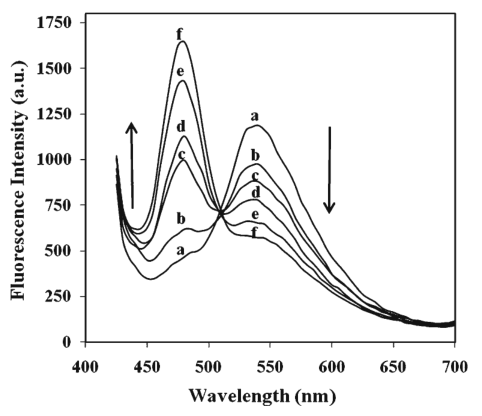 Fluorescence Intensity (a.u.)
1750
1500
1250
1000
750
500
250
0
f
e
d
c
b
a
a
b
c
d
e
f
400 450 500 550 600 650 700
Wavelength (nm)